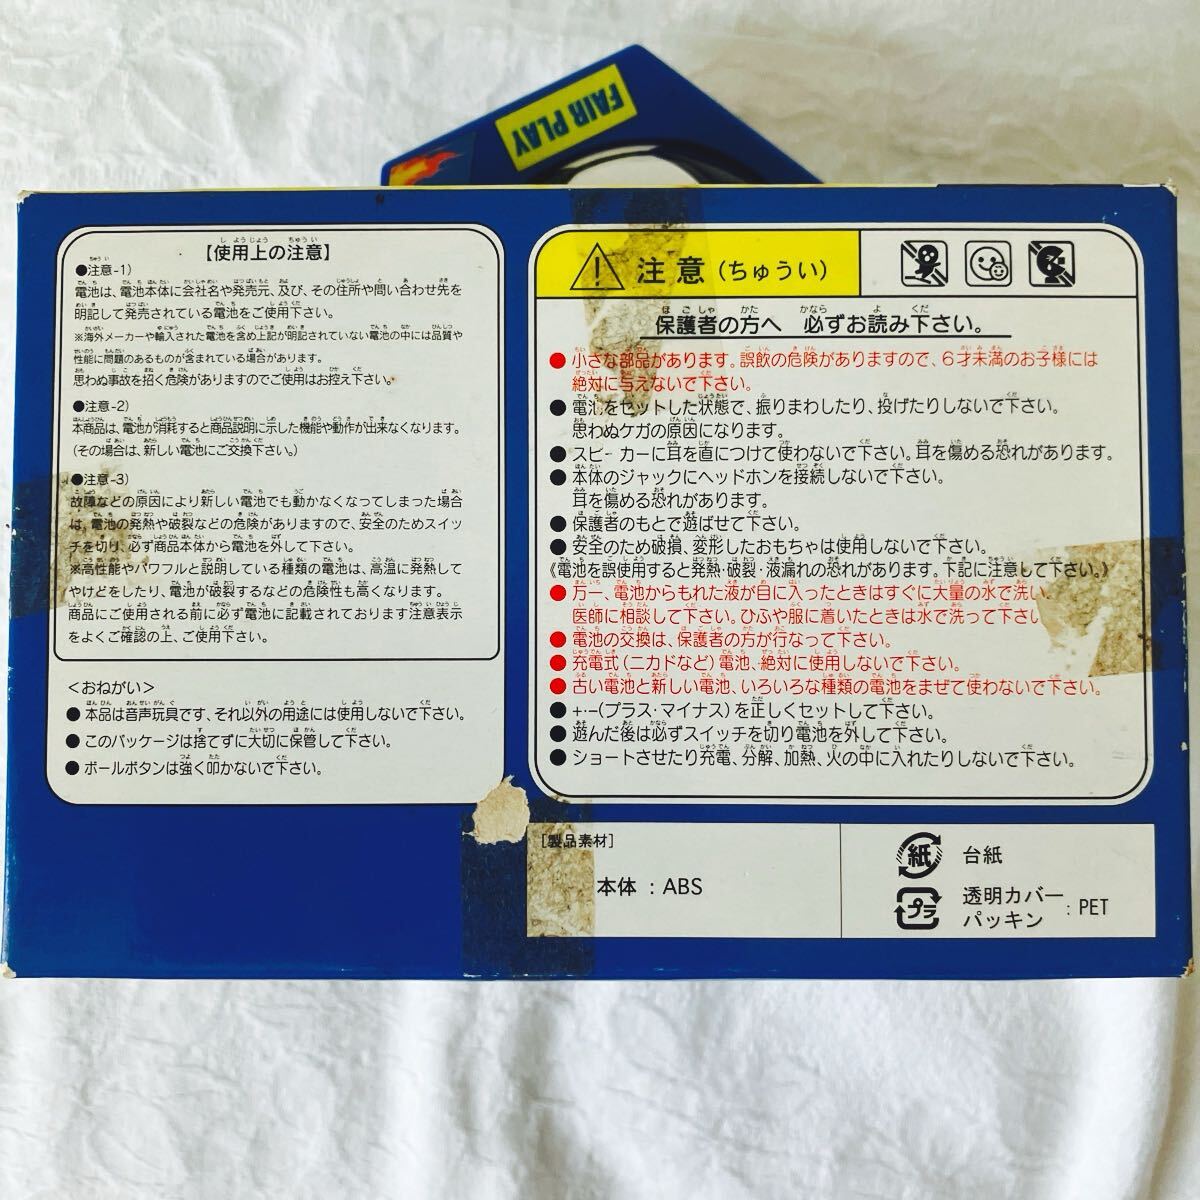 FAIR PLAY
【使用上の注意】
●注意-1)
電池は、電池本体に会社名や発売元、及び、その住所や問い合わせ先を
明記して発売されている電池をご使用下さい。
※海外メーカーや輸入された電池を含め上記が明記されていない電池の中には品質や
性能に問題のあるものが含まれている場合があります。
思わぬ事故を招く危険がありますのでご使用はお控え下さい。
●注意-2)
本商品は、電池が消耗すると商品説明に示した機能や動作が出来なくなります。
(その場合は、新しい電池にご交換下さい。)
●注意-3)
故障などの原因により新しい電池でも動かなくなってしまった場合
は、電池の発熱や破裂などの危険がありますので、安全のためスイッ
チを切り、必ず商品本体から電池を外して下さい。
※高性能やパワフルと説明している種類の電池は、高温に発熱して
やけどをしたり、電池が破裂するなどの危険性も高くなります。
商品にご使用される前に必ず電池に記載されております注意表示
をよくご確認の上、ご使用下さい。
＜おねがい＞
●本品は音声玩具です、それ以外の用途には使用しないで下さい。
●このパッケージは捨てずに大切に保管して下さい。
●ボールボタンは強く叩かないで下さい。
注意(ちゅうい)
保護者の方へ 必ずお読み下さい。
●小さな部品があります。誤飲の危険がありますので、6才未満のお子様には
絶対に与えないで下さい。
●電池をセットした状態で、振りまわしたり、投げたりしないで下さい。
思わぬケガの原因になります。
●スピーカーに耳を直につけて使わないで下さい。耳を傷める恐れがあります。
●本体のジャックにヘッドホンを接続しないで下さい。
耳を傷める恐れがあります。
●保護者のもとで遊ばせて下さい。
●安全のため破損、変形したおもちゃは使用しないで下さい。
《電池を誤使用すると発熱・破裂・液漏れの恐れがあります。下記に注意して下さい。》
●万一、電池からもれた液が目に入ったときはすぐに大量の水で洗い、
医師に相談して下さい。ひふや服に着いたときは水で洗って下さい
●電池の交換は、保護者の方が行なって下さい。
●充電式(ニカドなど)電池、絶対に使用しないで下さい。
●古い電池と新しい電池、いろいろな種類の電池をまぜて使わないで下さい。
●+・−(プラス・マイナス)を正しくセットして下さい。
●遊んだ後は必ずスイッチを切り電池を外して下さい。
●ショートさせたり充電、分解、加熱、火の中に入れたりしないで下さい。
[製品素材]
本体：ABS
紙 台紙
プラ 透明カバー
パッキン ：PET